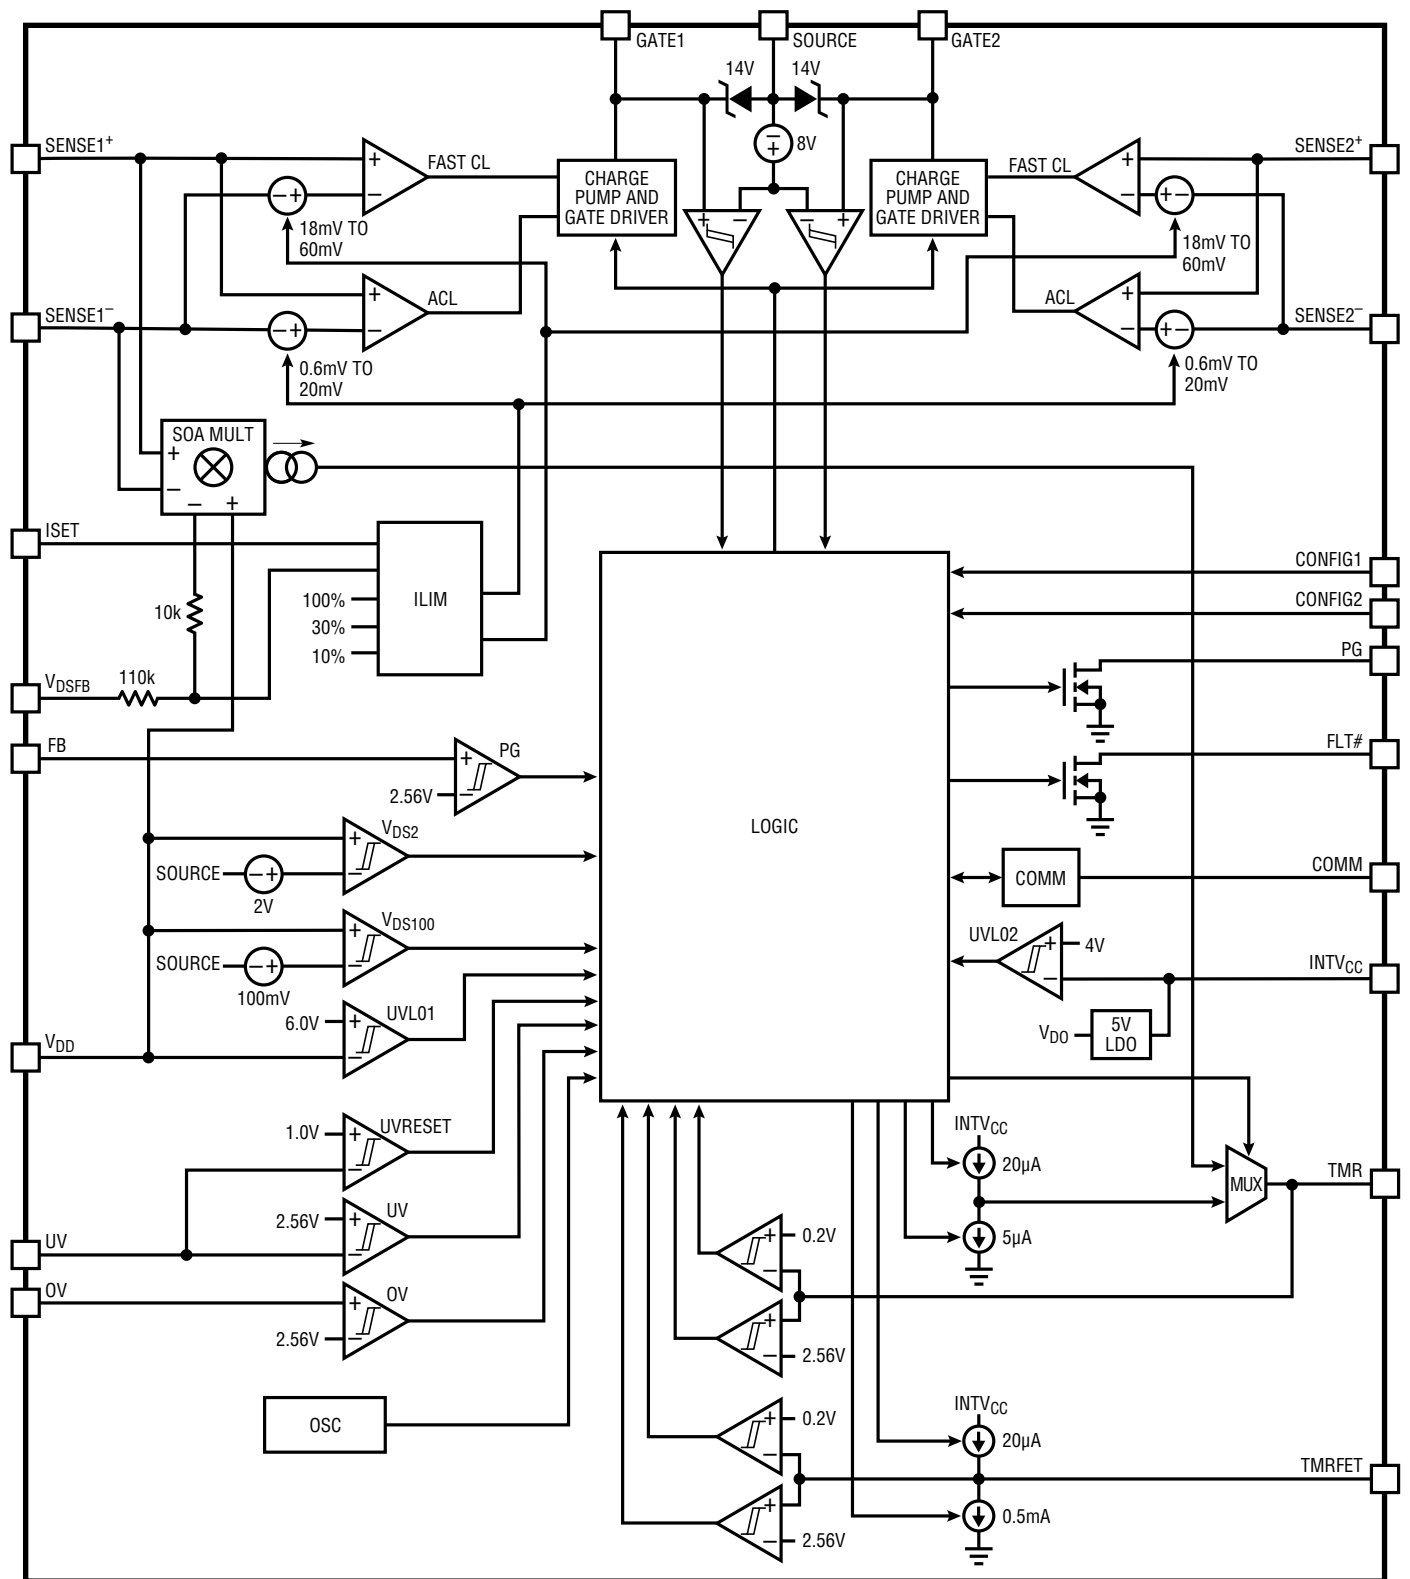 GATE1
SOURCE
GATE2
14V
14V
8V
SENSE1+
SENSE2+
FAST CL
FAST CL
CHARGE
PUMP AND
GATE DRIVER
CHARGE
PUMP AND
GATE DRIVER
+
−
+
−
−+
+−
−
+
18mV TO
60mV
18mV TO
60mV
+
−
−
+
ACL
ACL
+
−
+
−
SENSE1−
SENSE2−
−+
+−
0.6mV TO
20mV
0.6mV TO
20mV
SOA MULT
+
−
−
+
ISET
CONFIG1
CONFIG2
100%
30%
10%
ILIM
10k
PG
VDSFB
110k
FB
PG
+
−
2.56V
FLT#
LOGIC
VDS2
+
−
SOURCE
−+
2V
COMM
COMM
VDS100
+
−
SOURCE
−+
100mV
UVL02
+
−
4V
INTVCC
6.0V
+
−
UVL01
VDD
VDO
5V
LDO
1.0V
+
−
UVRESET
INTVCC
20µA
MUX
TMR
2.56V
+
−
UV
UV
5µA
+
−
0.2V
OV
+
−
OV
2.56V
+
−
2.56V
OSC
INTVCC
20µA
+
−
0.2V
TMRFET
+
−
2.56V
0.5mA